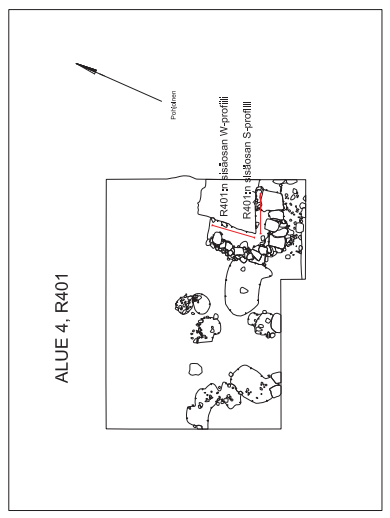 ALUE 4, R401
Pohjoinen
R401:n sisäosan W-profiili
R401:n sisäosan S-profiili